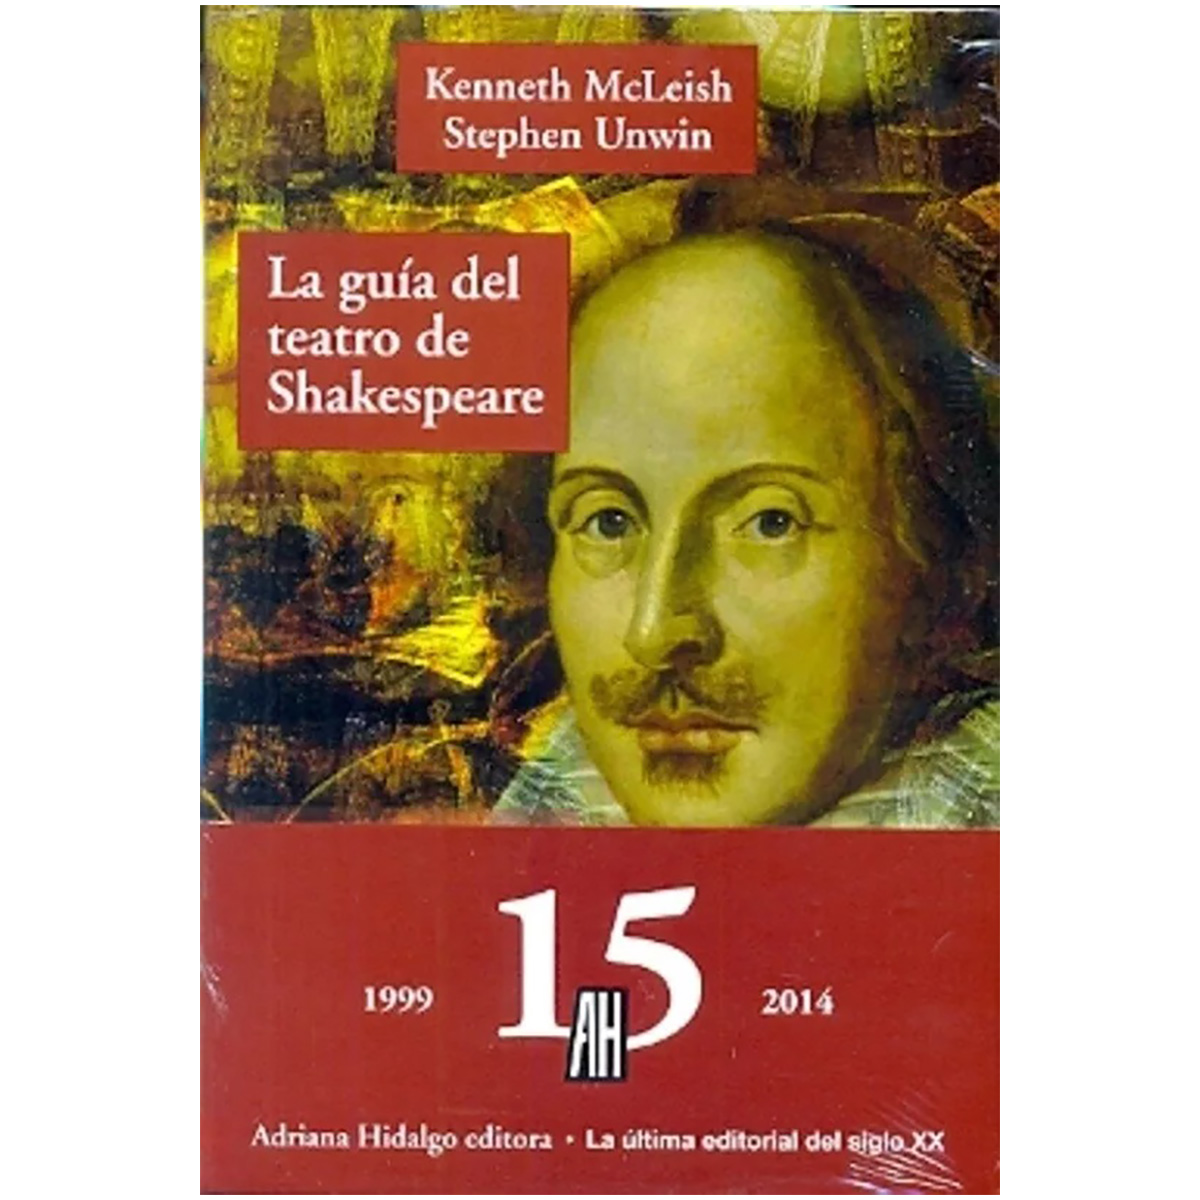 Kenneth McLeish
Stephen Unwin
La guía del
teatro de
Shakespeare
15
1999
AH
2014
Adriana Hidalgo editora • La última editorial del siglo XX